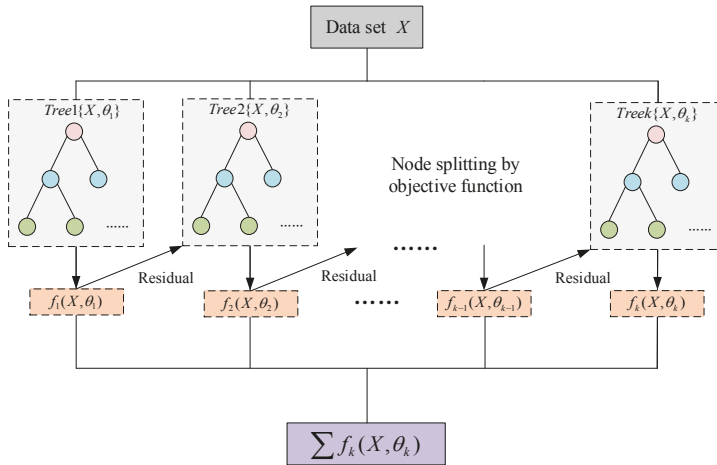 Data set X
Tree1{X,θ₁}
Tree2{X,θ₂}
Treek{X,θₖ}
Node splitting by
objective function
......
......
......
......
Residual
Residual
Residual
f₁(X,θ₁)
f₂(X,θ₂)
......
fₖ₋₁(X,θₖ₋₁)
fₖ(X,θₖ)
∑ fₖ(X,θₖ)